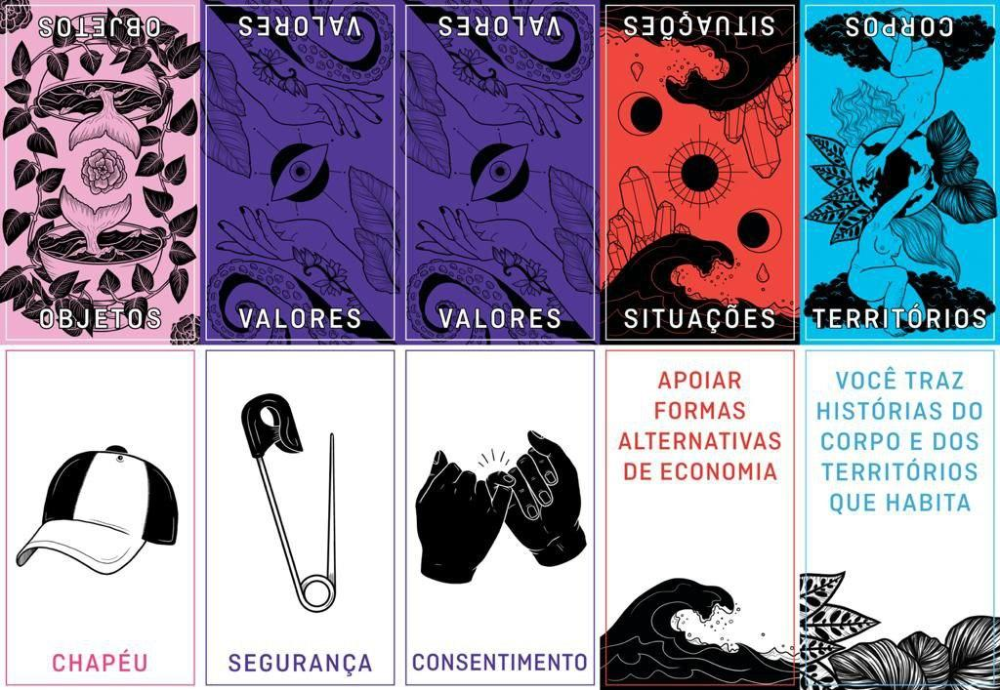 OBJETOS
VALORES
VALORES
SITUAÇÕES
CORPOS
OBJETOS
VALORES
VALORES
SITUAÇÕES
TERRITÓRIOS
CHAPÉU
SEGURANÇA
CONSENTIMENTO
APOIAR
FORMAS
ALTERNATIVAS
DE ECONOMIA
VOCÊ TRAZ
HISTÓRIAS DO
CORPO E DOS
TERRITÓRIOS
QUE HABITA